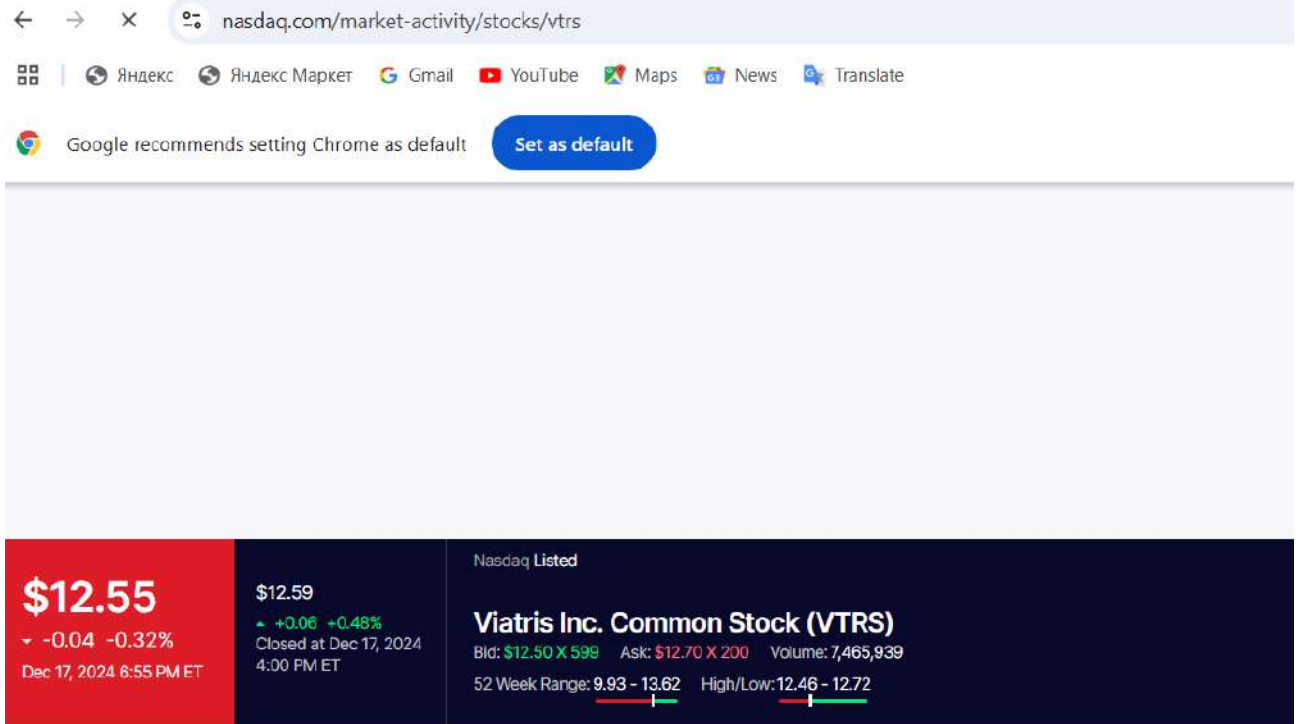 nasdaq.com/market-activity/stocks/vtrs
Яндекс Яндекс Маркет Gmail YouTube Maps News Translate
Google recommends setting Chrome as default Set as default
$12.55
-0.04 -0.32%
Dec 17, 2024 6:55 PM ET
$12.59
+0.06 +0.48%
Closed at Dec 17, 2024
4:00 PM ET
Nasdaq Listed
Viatris Inc. Common Stock (VTRS)
Bid: $12.50 X 599 Ask: $12.70 X 200 Volume: 7,465,939
52 Week Range: 9.93 - 13.62 High/Low: 12.46 - 12.72